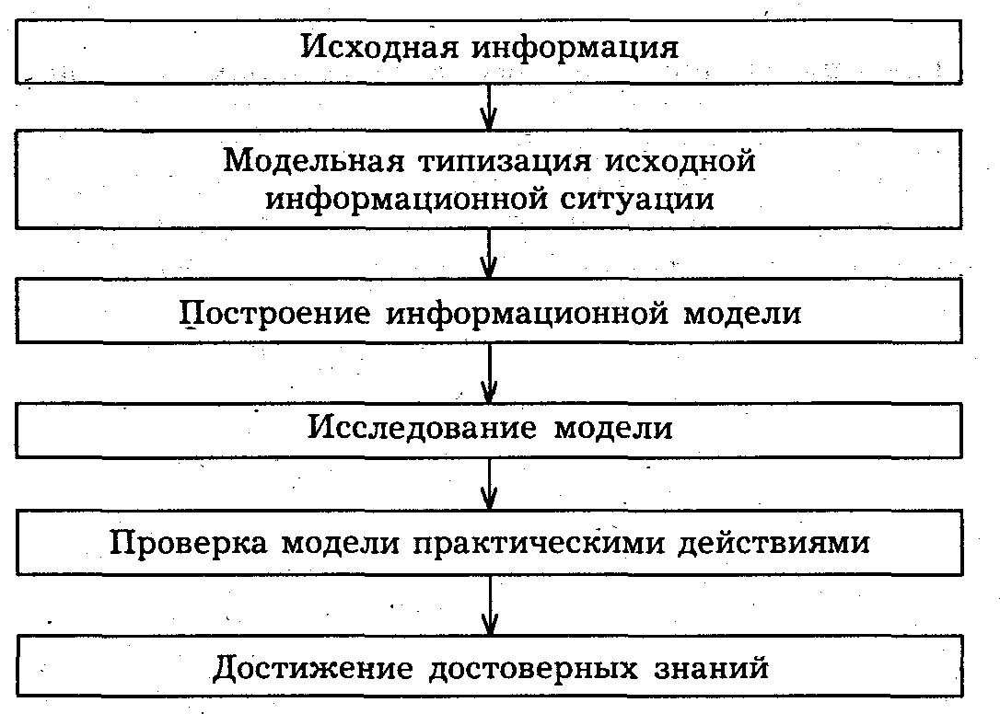 Исходная информация
Модельная типизация исходной
информационной ситуации
Построение информационной модели
Исследование модели
Проверка модели практическими действиями
Достижение достоверных знаний